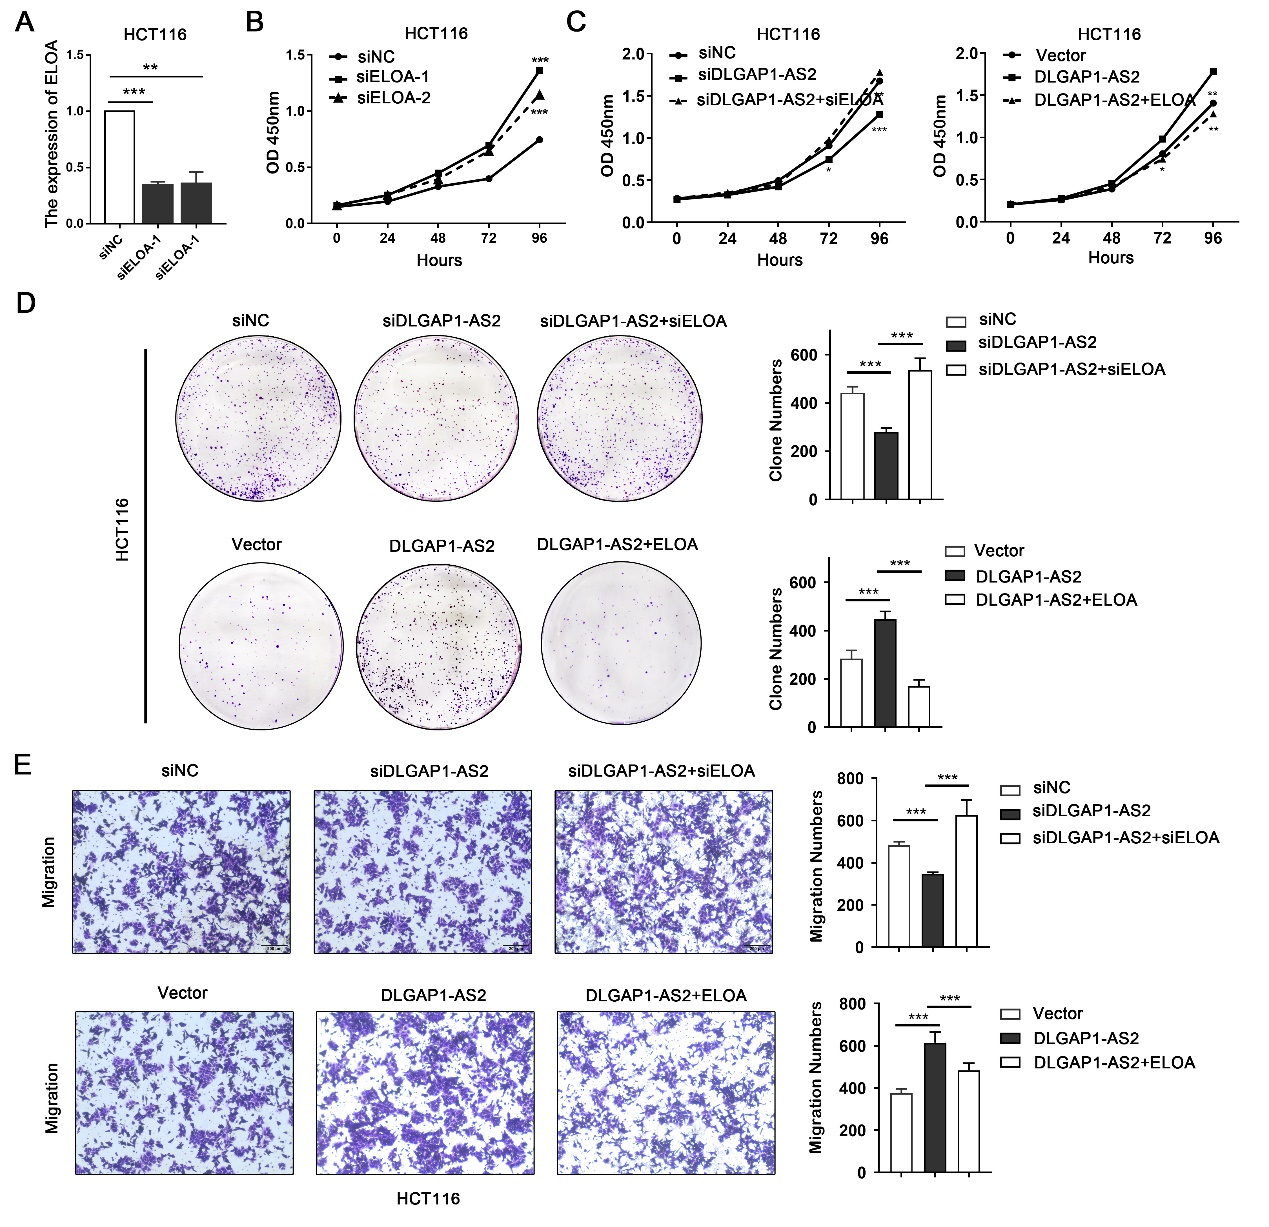 A
HCT116
The expression of ELOA
1.5
1.0
0.5
0.0
**
***
siNC
siELOA-1
siELOA-1
B
HCT116
siNC
siELOA-1
siELOA-2
OD 450nm
1.5
1.0
0.5
0.0
***
***
0 24 48 72 96
Hours
C
HCT116
siNC
siDLGAP1-AS2
siDLGAP1-AS2+siELOA
OD 450nm
2.0
1.5
1.0
0.5
0.0
*
***
0 24 48 72 96
Hours
HCT116
Vector
DLGAP1-AS2
DLGAP1-AS2+ELOA
OD 450nm
2.0
1.5
1.0
0.5
0.0
**
**
*
0 24 48 72 96
Hours
D
HCT116
siNC siDLGAP1-AS2 siDLGAP1-AS2+siELOA
Clone Numbers
600
400
200
0
***
***
siNC
siDLGAP1-AS2
siDLGAP1-AS2+siELOA
Vector DLGAP1-AS2 DLGAP1-AS2+ELOA
Clone Numbers
600
400
200
0
***
***
Vector
DLGAP1-AS2
DLGAP1-AS2+ELOA
E
siNC siDLGAP1-AS2 siDLGAP1-AS2+siELOA
Migration
Migration Numbers
800
600
400
200
0
***
***
siNC
siDLGAP1-AS2
siDLGAP1-AS2+siELOA
Vector DLGAP1-AS2 DLGAP1-AS2+ELOA
Migration
Migration Numbers
800
600
400
200
0
***
***
Vector
DLGAP1-AS2
DLGAP1-AS2+ELOA
HCT116